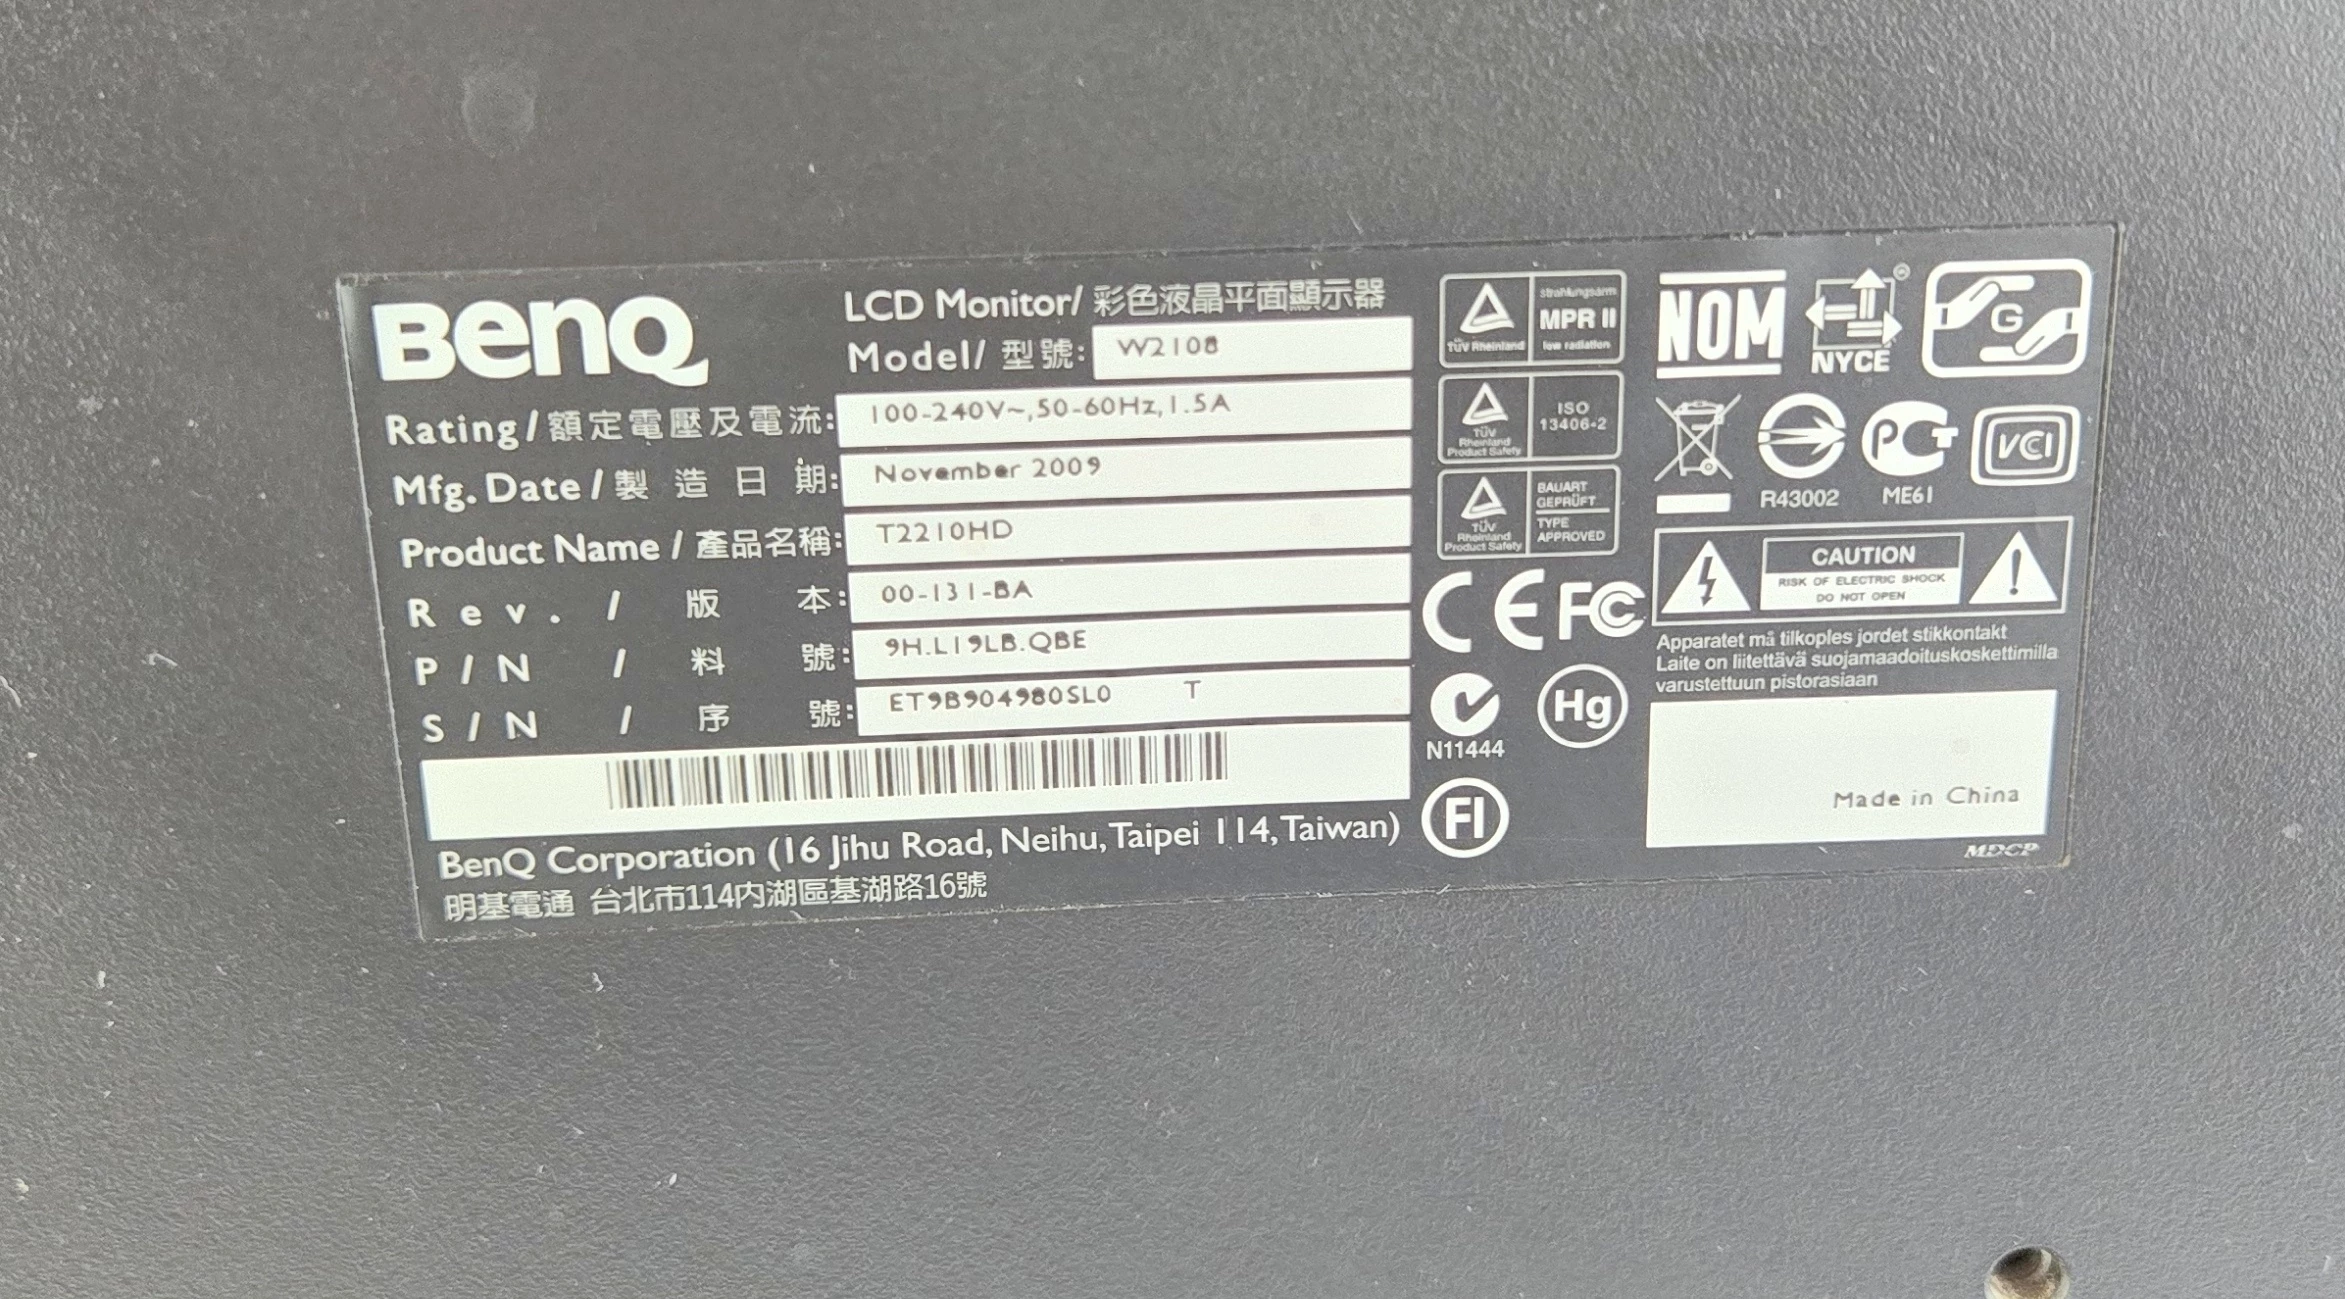 BenQ
LCD Monitor/ 彩色液晶平面顯示器
Model/ 型號: W2108
Rating/額定電壓及電流: 100-240V~,50-60Hz,1.5A
Mfg. Date / 製造日期: November 2009
Product Name / 產品名稱: T2210HD
Rev. / 版本: 00-131-BA
P/N / 料號: 9H.L19LB.QBE
S/N / 序號: ET9B904980SL0 T
BenQ Corporation (16 Jihu Road, Neihu, Taipei 114, Taiwan)
明基電通 台北市114內湖區基湖路16號
TÜV Rheinland
strahlungsarm
MPR II
low radiation
TÜV
Rheinland
Product Safety
ISO
13406-2
TÜV
Rheinland
Product Safety
BAUART
GEPRÜFT
TYPE
APPROVED
CE FC
N11444
Hg
FI
NOM
NYCE
G
R43002
PCT
ME61
VCI
CAUTION
RISK OF ELECTRIC SHOCK
DO NOT OPEN
Apparatet må tilkoples jordet stikkontakt
Laite on liitettävä suojamaadoituskoskettimilla
varustettuun pistorasiaan
Made in China
MDCP